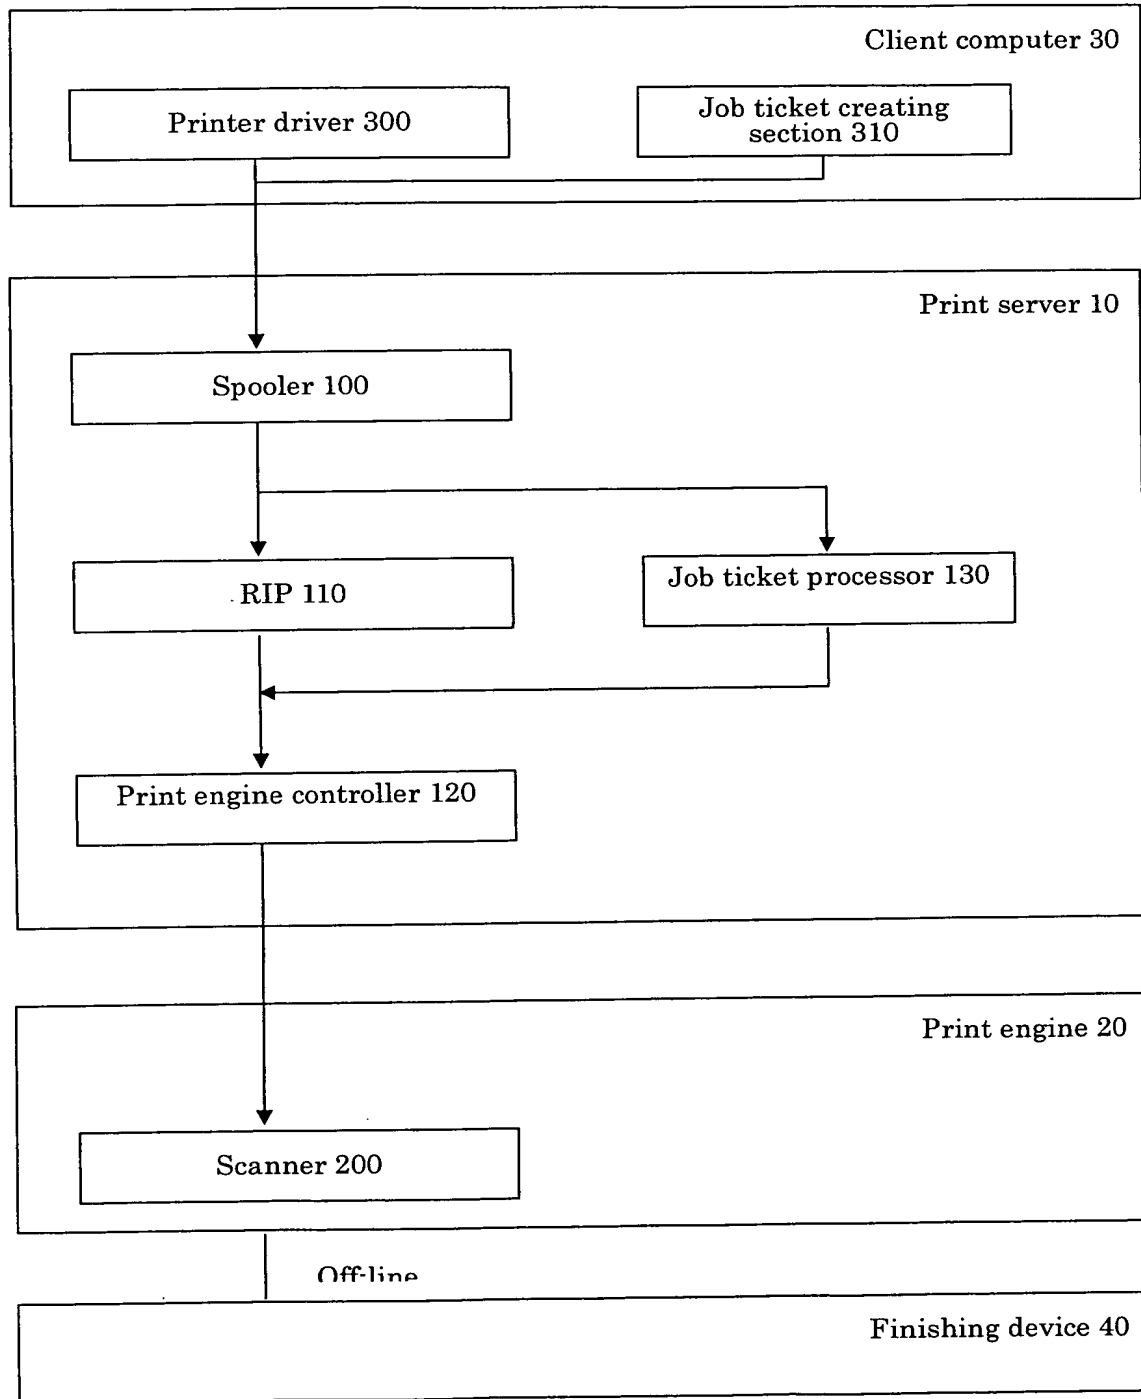 Client computer 30
Printer driver 300
Job ticket creating
section 310
Print server 10
Spooler 100
RIP 110
Job ticket processor 130
Print engine controller 120
Print engine 20
Scanner 200
Off-line
Finishing device 40